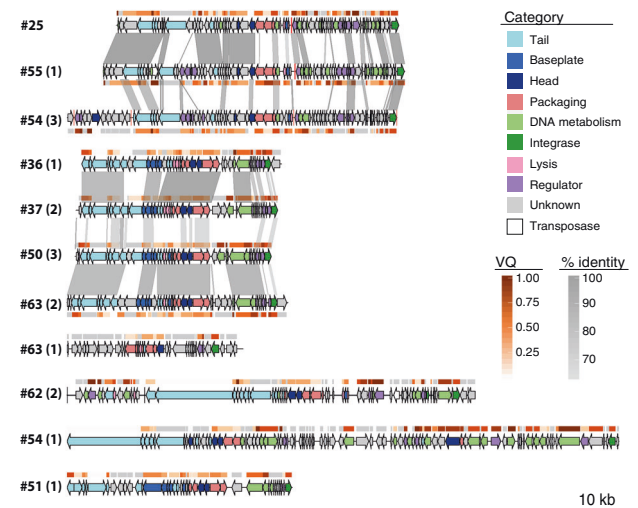 #25
#55 (1)
#54 (3)
#36 (1)
#37 (2)
#50 (3)
#63 (2)
#63 (1)
#62 (2)
#54 (1)
#51 (1)
Category
Tail
Baseplate
Head
Packaging
DNA metabolism
Integrase
Lysis
Regulator
Unknown
Transposase
VQ
1.00
0.75
0.50
0.25
% identity
100
90
80
70
10 kb